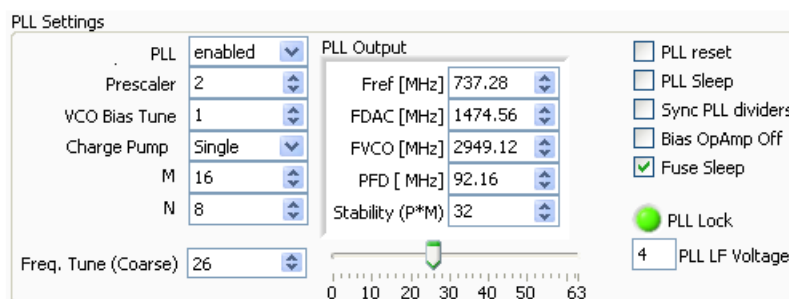 PLL Settings
PLL enabled
Prescaler 2
VCO Bias Tune 1
Charge Pump Single
M 16
N 8
Freq. Tune (Coarse) 26
PLL Output
Fref [MHz] 737.28
FDAC [MHz] 1474.56
FVCO [MHz] 2949.12
PFD [ MHz] 92.16
Stability (P*M) 32
0 10 20 30 40 50 63
PLL reset
PLL Sleep
Sync PLL dividers
Bias OpAmp Off
Fuse Sleep
PLL Lock
4 PLL LF Voltage